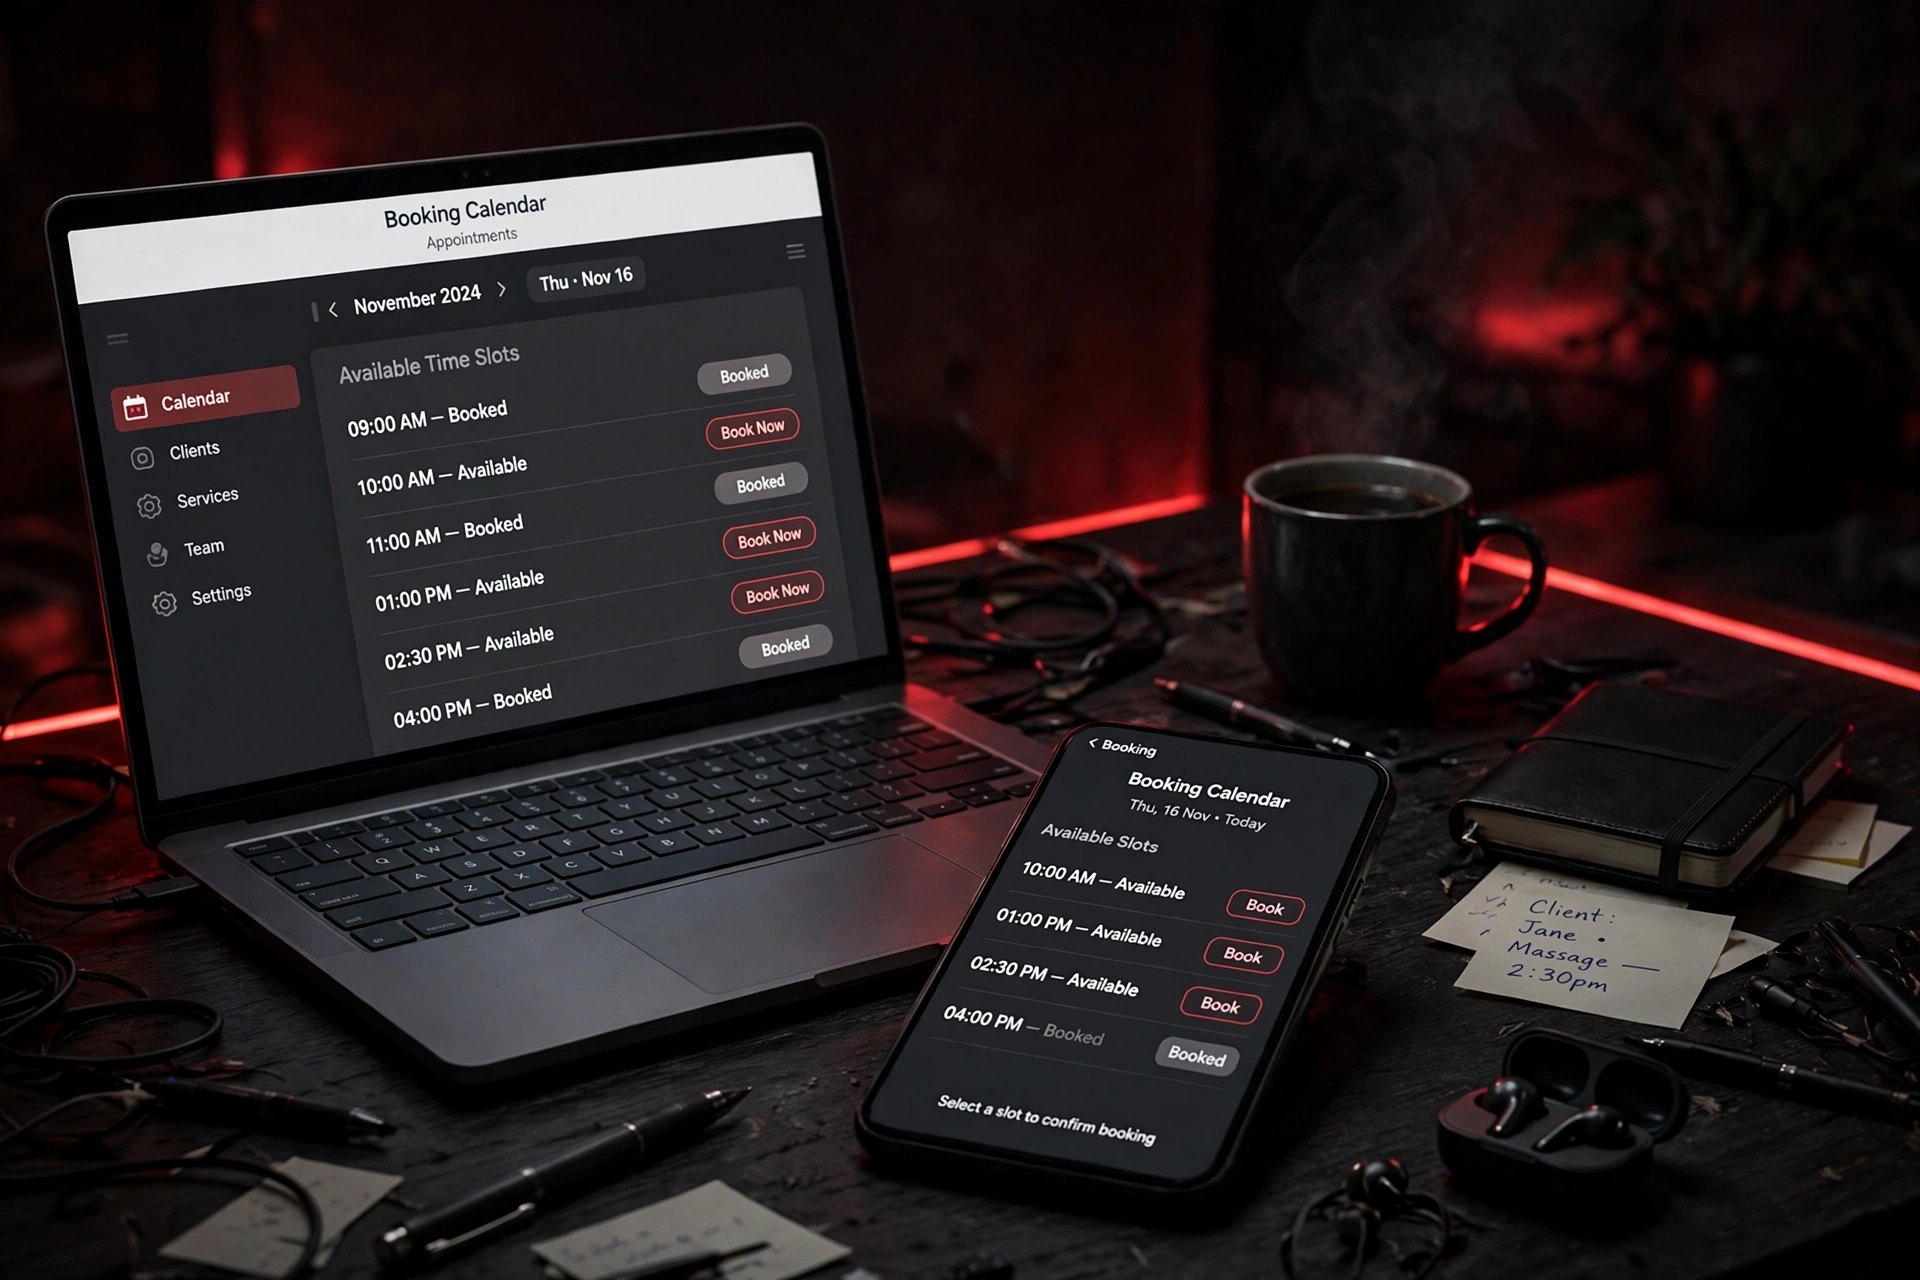 Booking Calendar
Appointments
November 2024
Thu • Nov 16
Calendar
Clients
Services
Team
Settings
Available Time Slots
09:00 AM — Booked
Booked
10:00 AM — Available
Book Now
11:00 AM — Booked
Booked
01:00 PM — Available
Book Now
02:30 PM — Available
Book Now
04:00 PM — Booked
Booked
< Booking
Booking Calendar
Thu, 16 Nov • Today
Available Slots
10:00 AM — Available
Book
01:00 PM — Available
Book
02:30 PM — Available
Book
04:00 PM — Booked
Booked
Select a slot to confirm booking
Client:
Jane •
Massage —
2:30pm
Q W E R T Y U I O P
A S D F G H J K L
Z X C V B N M